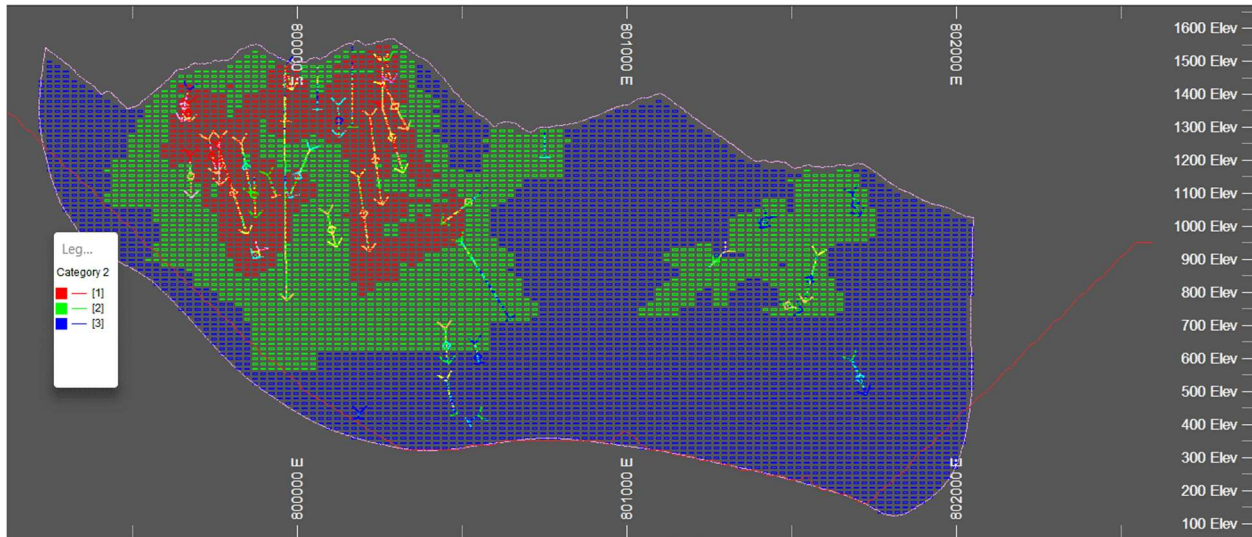 800000 E
801000 E
802000 E
1600 Elev
1500 Elev
1400 Elev
1300 Elev
1200 Elev
1100 Elev
1000 Elev
900 Elev
800 Elev
700 Elev
600 Elev
500 Elev
400 Elev
300 Elev
200 Elev
100 Elev
Leg...
Category 2
[1]
[2]
[3]
800000 E
801000 E
802000 E